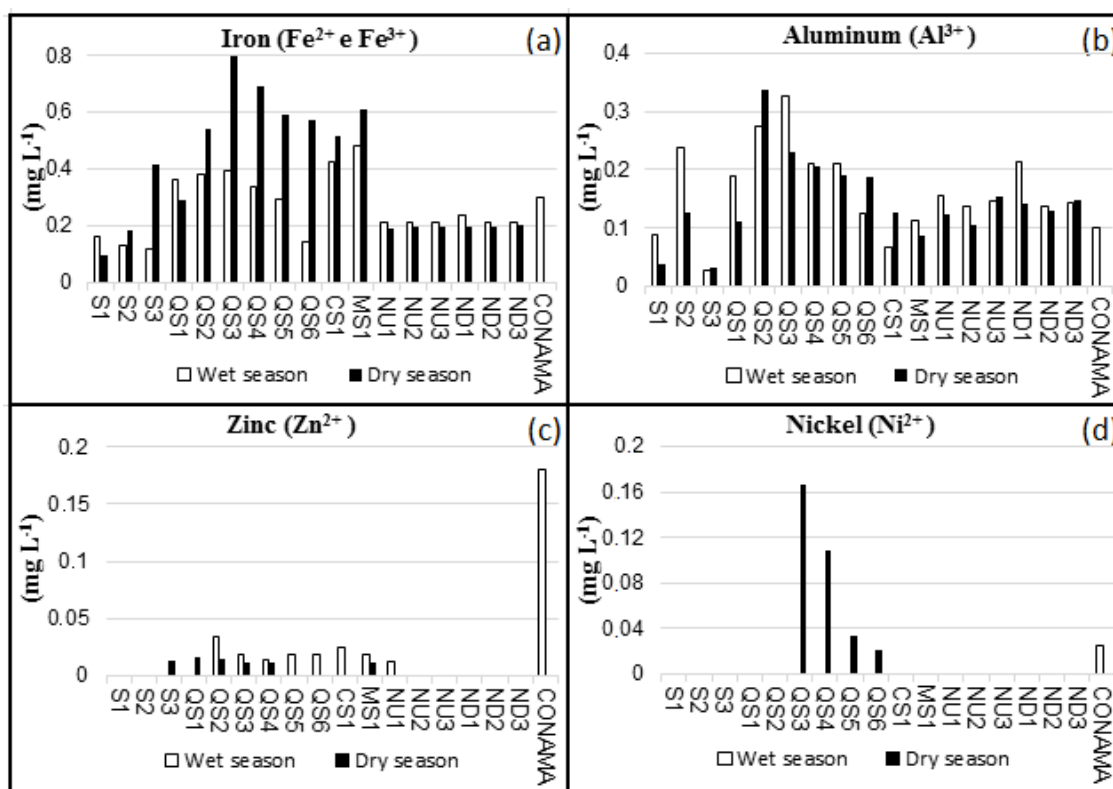 Iron (Fe²⁺ e Fe³⁺)
(a)
(mg L⁻¹)
0.8
0.6
0.4
0.2
0
S1 S2 S3 QS1 QS2 QS3 QS4 QS5 QS6 CS1 MS1 NU1 NU2 NU3 ND1 ND2 ND3 CONAMA
Wet season Dry season
Aluminum (Al³⁺)
(b)
(mg L⁻¹)
0.4
0.3
0.2
0.1
0
S1 S2 S3 QS1 QS2 QS3 QS4 QS5 QS6 CS1 MS1 NU1 NU2 NU3 ND1 ND2 ND3 CONAMA
Wet season Dry season
Zinc (Zn²⁺)
(c)
(mg L⁻¹)
0.2
0.15
0.1
0.05
0
S1 S2 S3 QS1 QS2 QS3 QS4 QS5 QS6 CS1 MS1 NU1 NU2 NU3 ND1 ND2 ND3 CONAMA
Wet season Dry season
Nickel (Ni²⁺)
(d)
(mg L⁻¹)
0.2
0.16
0.12
0.08
0.04
0
S1 S2 S3 QS1 QS2 QS3 QS4 QS5 QS6 CS1 MS1 NU1 NU2 NU3 ND1 ND2 ND3 CONAMA
Wet season Dry season